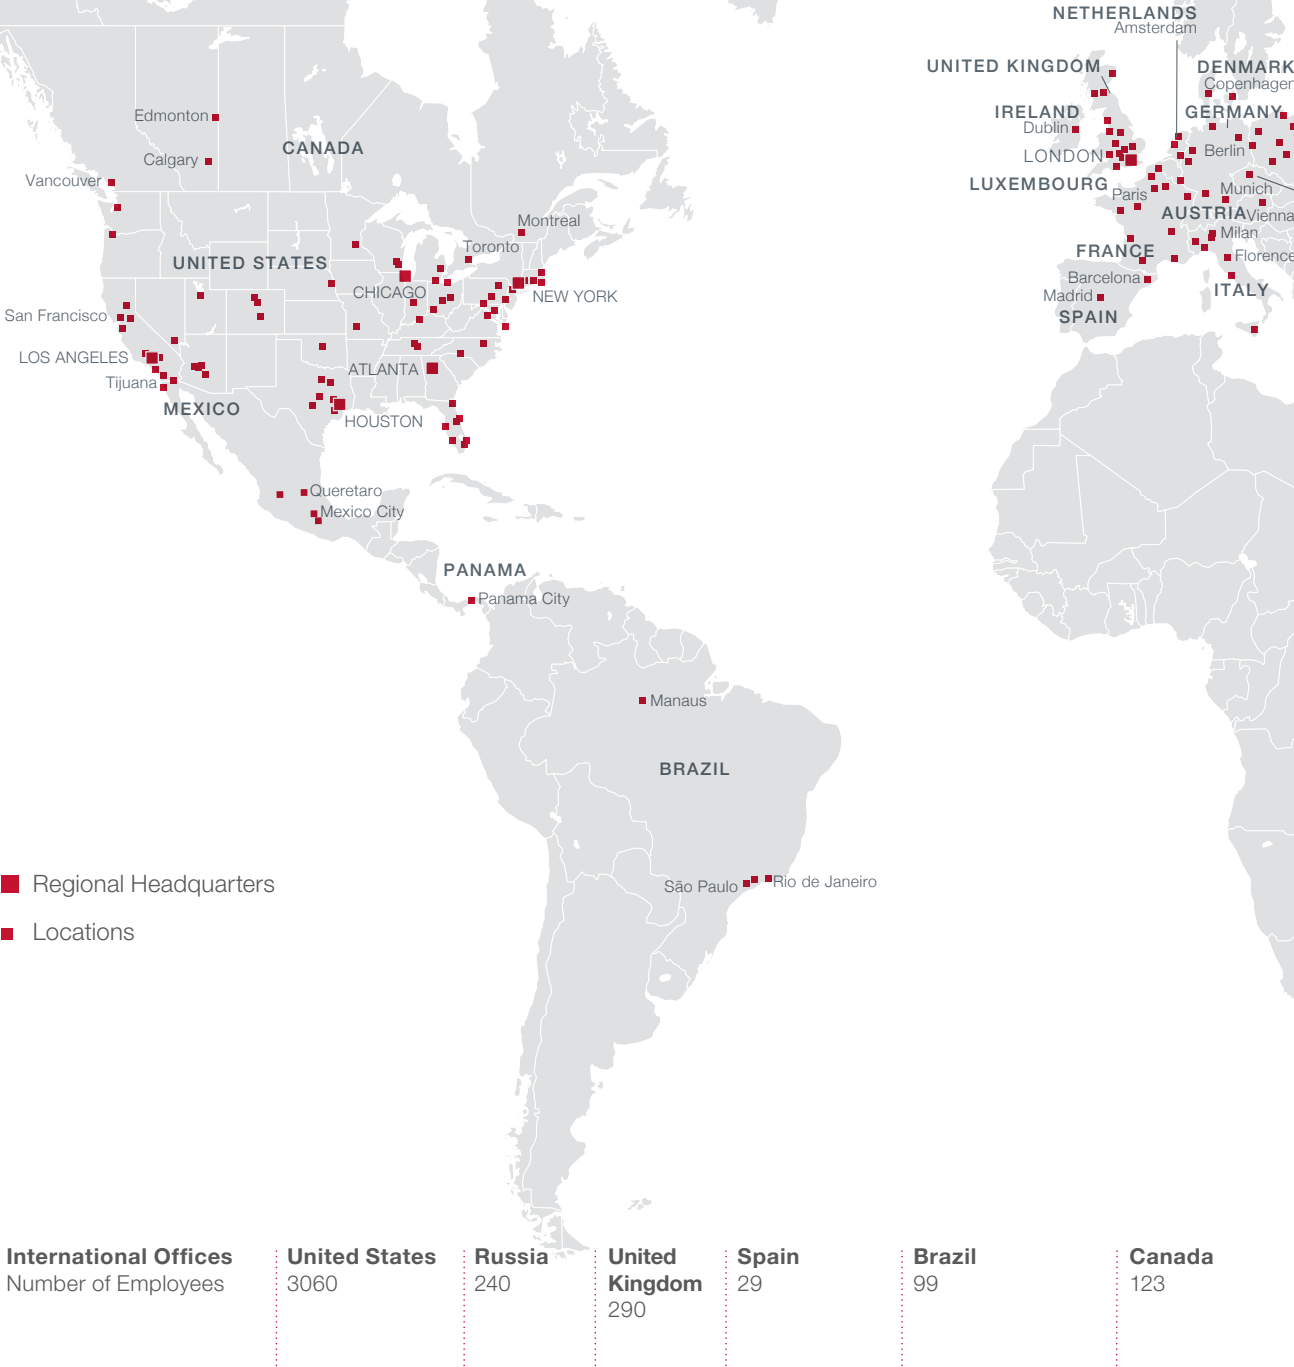 NETHERLANDS
Amsterdam
UNITED KINGDOM
DENMARK
Copenhagen
IRELAND
Dublin
GERMANY
Edmonton
CANADA
Calgary
LONDON
Berlin
Vancouver
LUXEMBOURG
Paris
Munich
Montreal
AUSTRIA
Vienna
Milan
Toronto
UNITED STATES
FRANCE
Florence
CHICAGO
NEW YORK
Barcelona
Madrid
ITALY
San Francisco
SPAIN
LOS ANGELES
ATLANTA
Tijuana
MEXICO
HOUSTON
Queretaro
Mexico City
PANAMA
Panama City
Manaus
BRAZIL
Regional Headquarters
São Paulo
Rio de Janeiro
Locations
International Offices
Number of Employees
United States
3060
Russia
240
United
Kingdom
290
Spain
29
Brazil
99
Canada
123